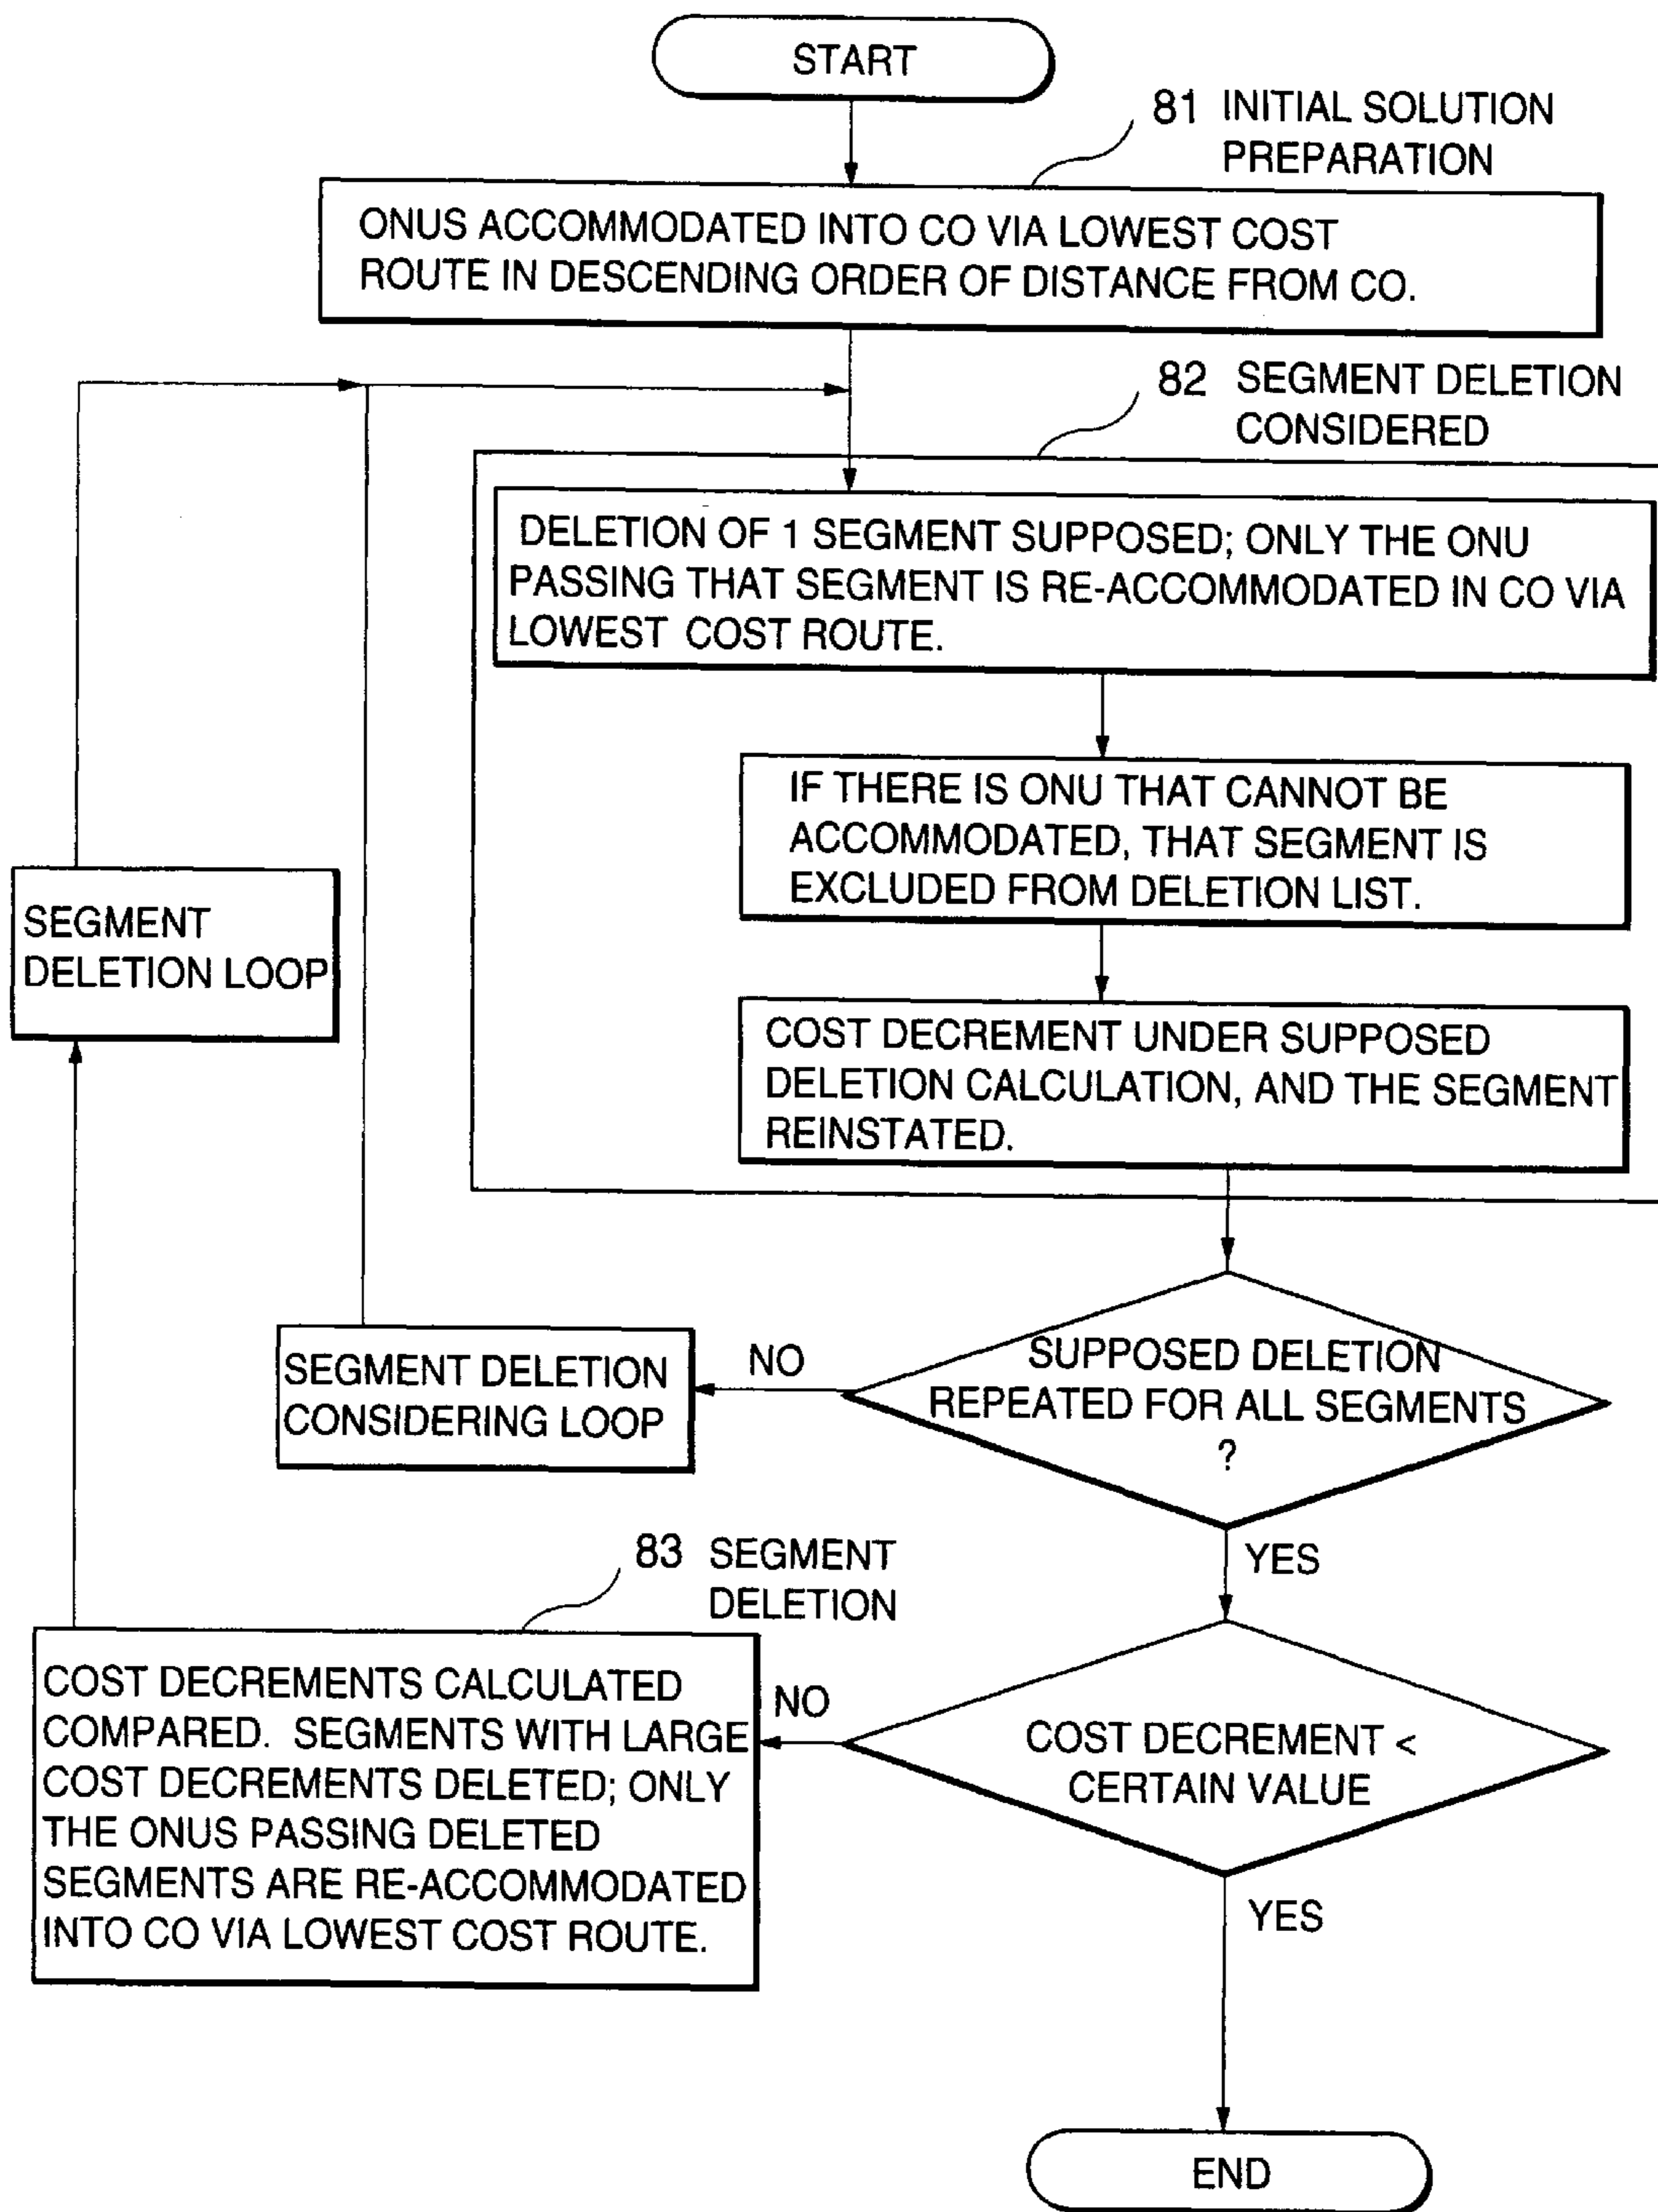 START
81 INITIAL SOLUTION
PREPARATION
ONUS ACCOMMODATED INTO CO VIA LOWEST COST
ROUTE IN DESCENDING ORDER OF DISTANCE FROM CO.
82 SEGMENT DELETION
CONSIDERED
DELETION OF 1 SEGMENT SUPPOSED; ONLY THE ONU
PASSING THAT SEGMENT IS RE-ACCOMMODATED IN CO VIA
LOWEST COST ROUTE.
IF THERE IS ONU THAT CANNOT BE
ACCOMMODATED, THAT SEGMENT IS
EXCLUDED FROM DELETION LIST.
SEGMENT
DELETION LOOP
COST DECREMENT UNDER SUPPOSED
DELETION CALCULATION, AND THE SEGMENT
REINSTATED.
SUPPOSED DELETION
REPEATED FOR ALL SEGMENTS
?
NO
SEGMENT DELETION
CONSIDERING LOOP
YES
83 SEGMENT
DELETION
COST DECREMENTS CALCULATED
COMPARED. SEGMENTS WITH LARGE
COST DECREMENTS DELETED; ONLY
THE ONUS PASSING DELETED
SEGMENTS ARE RE-ACCOMMODATED
INTO CO VIA LOWEST COST ROUTE.
NO
COST DECREMENT <
CERTAIN VALUE
YES
END